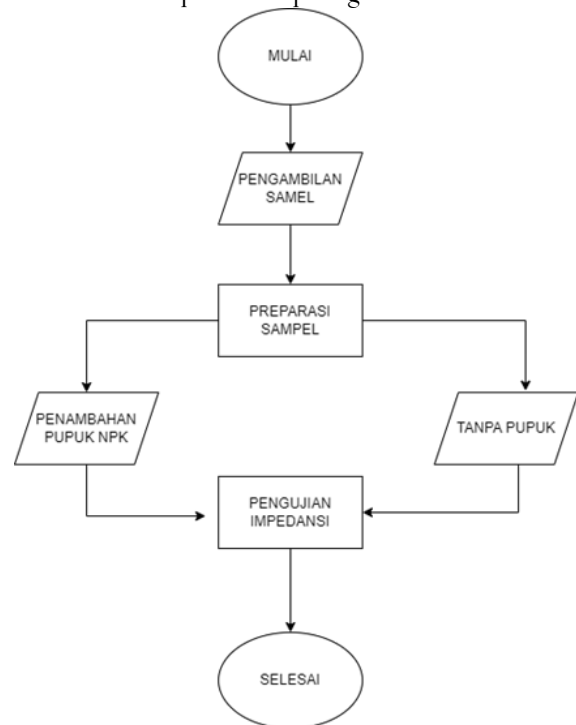 MULAI
PENGAMBILAN
SAMEL
PREPARASI
SAMPEL
PENAMBAHAN
PUPUK NPK
TANPA PUPUK
PENGUJIAN
IMPEDANSI
SELESAI